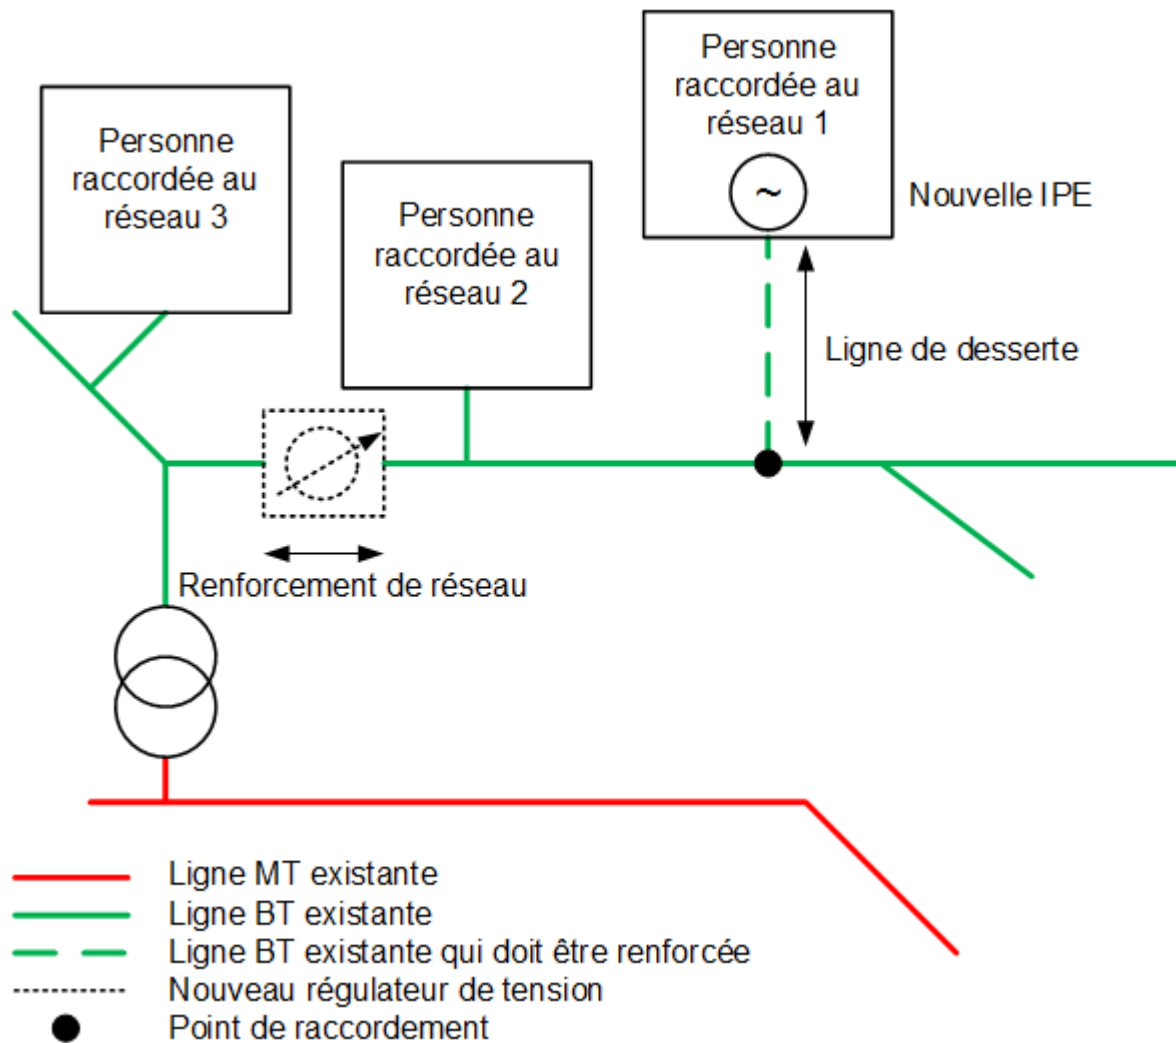 Personne
raccordée au
réseau 1
~
Nouvelle IPE
Personne
raccordée au
réseau 3
Personne
raccordée au
réseau 2
Ligne de desserte
Renforcement de réseau
Ligne MT existante
Ligne BT existante
Ligne BT existante qui doit être renforcée
Nouveau régulateur de tension
Point de raccordement